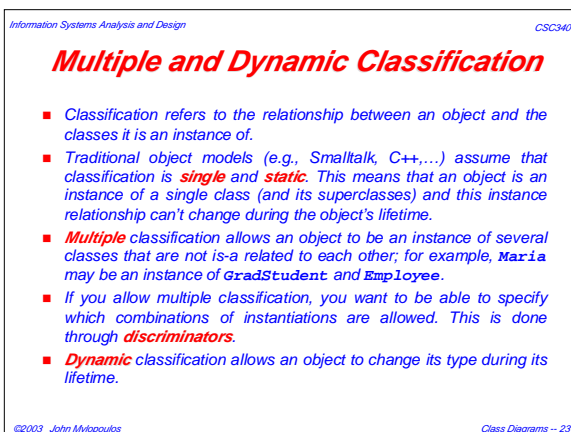 Information Systems Analysis and Design CSC340
Multiple and Dynamic Classification
Classification refers to the relationship between an object and the
classes it is an instance of.
Traditional object models (e.g., Smalltalk, C++,…) assume that
classification is single and static. This means that an object is an
instance of a single class (and its superclasses) and this instance
relationship can't change during the object's lifetime.
Multiple classification allows an object to be an instance of several
classes that are not is-a related to each other; for example, Maria
may be an instance of GradStudent and Employee.
If you allow multiple classification, you want to be able to specify
which combinations of instantiations are allowed. This is done
through discriminators.
Dynamic classification allows an object to change its type during its
lifetime.
©2003 John Mylopoulos Class Diagrams -- 23